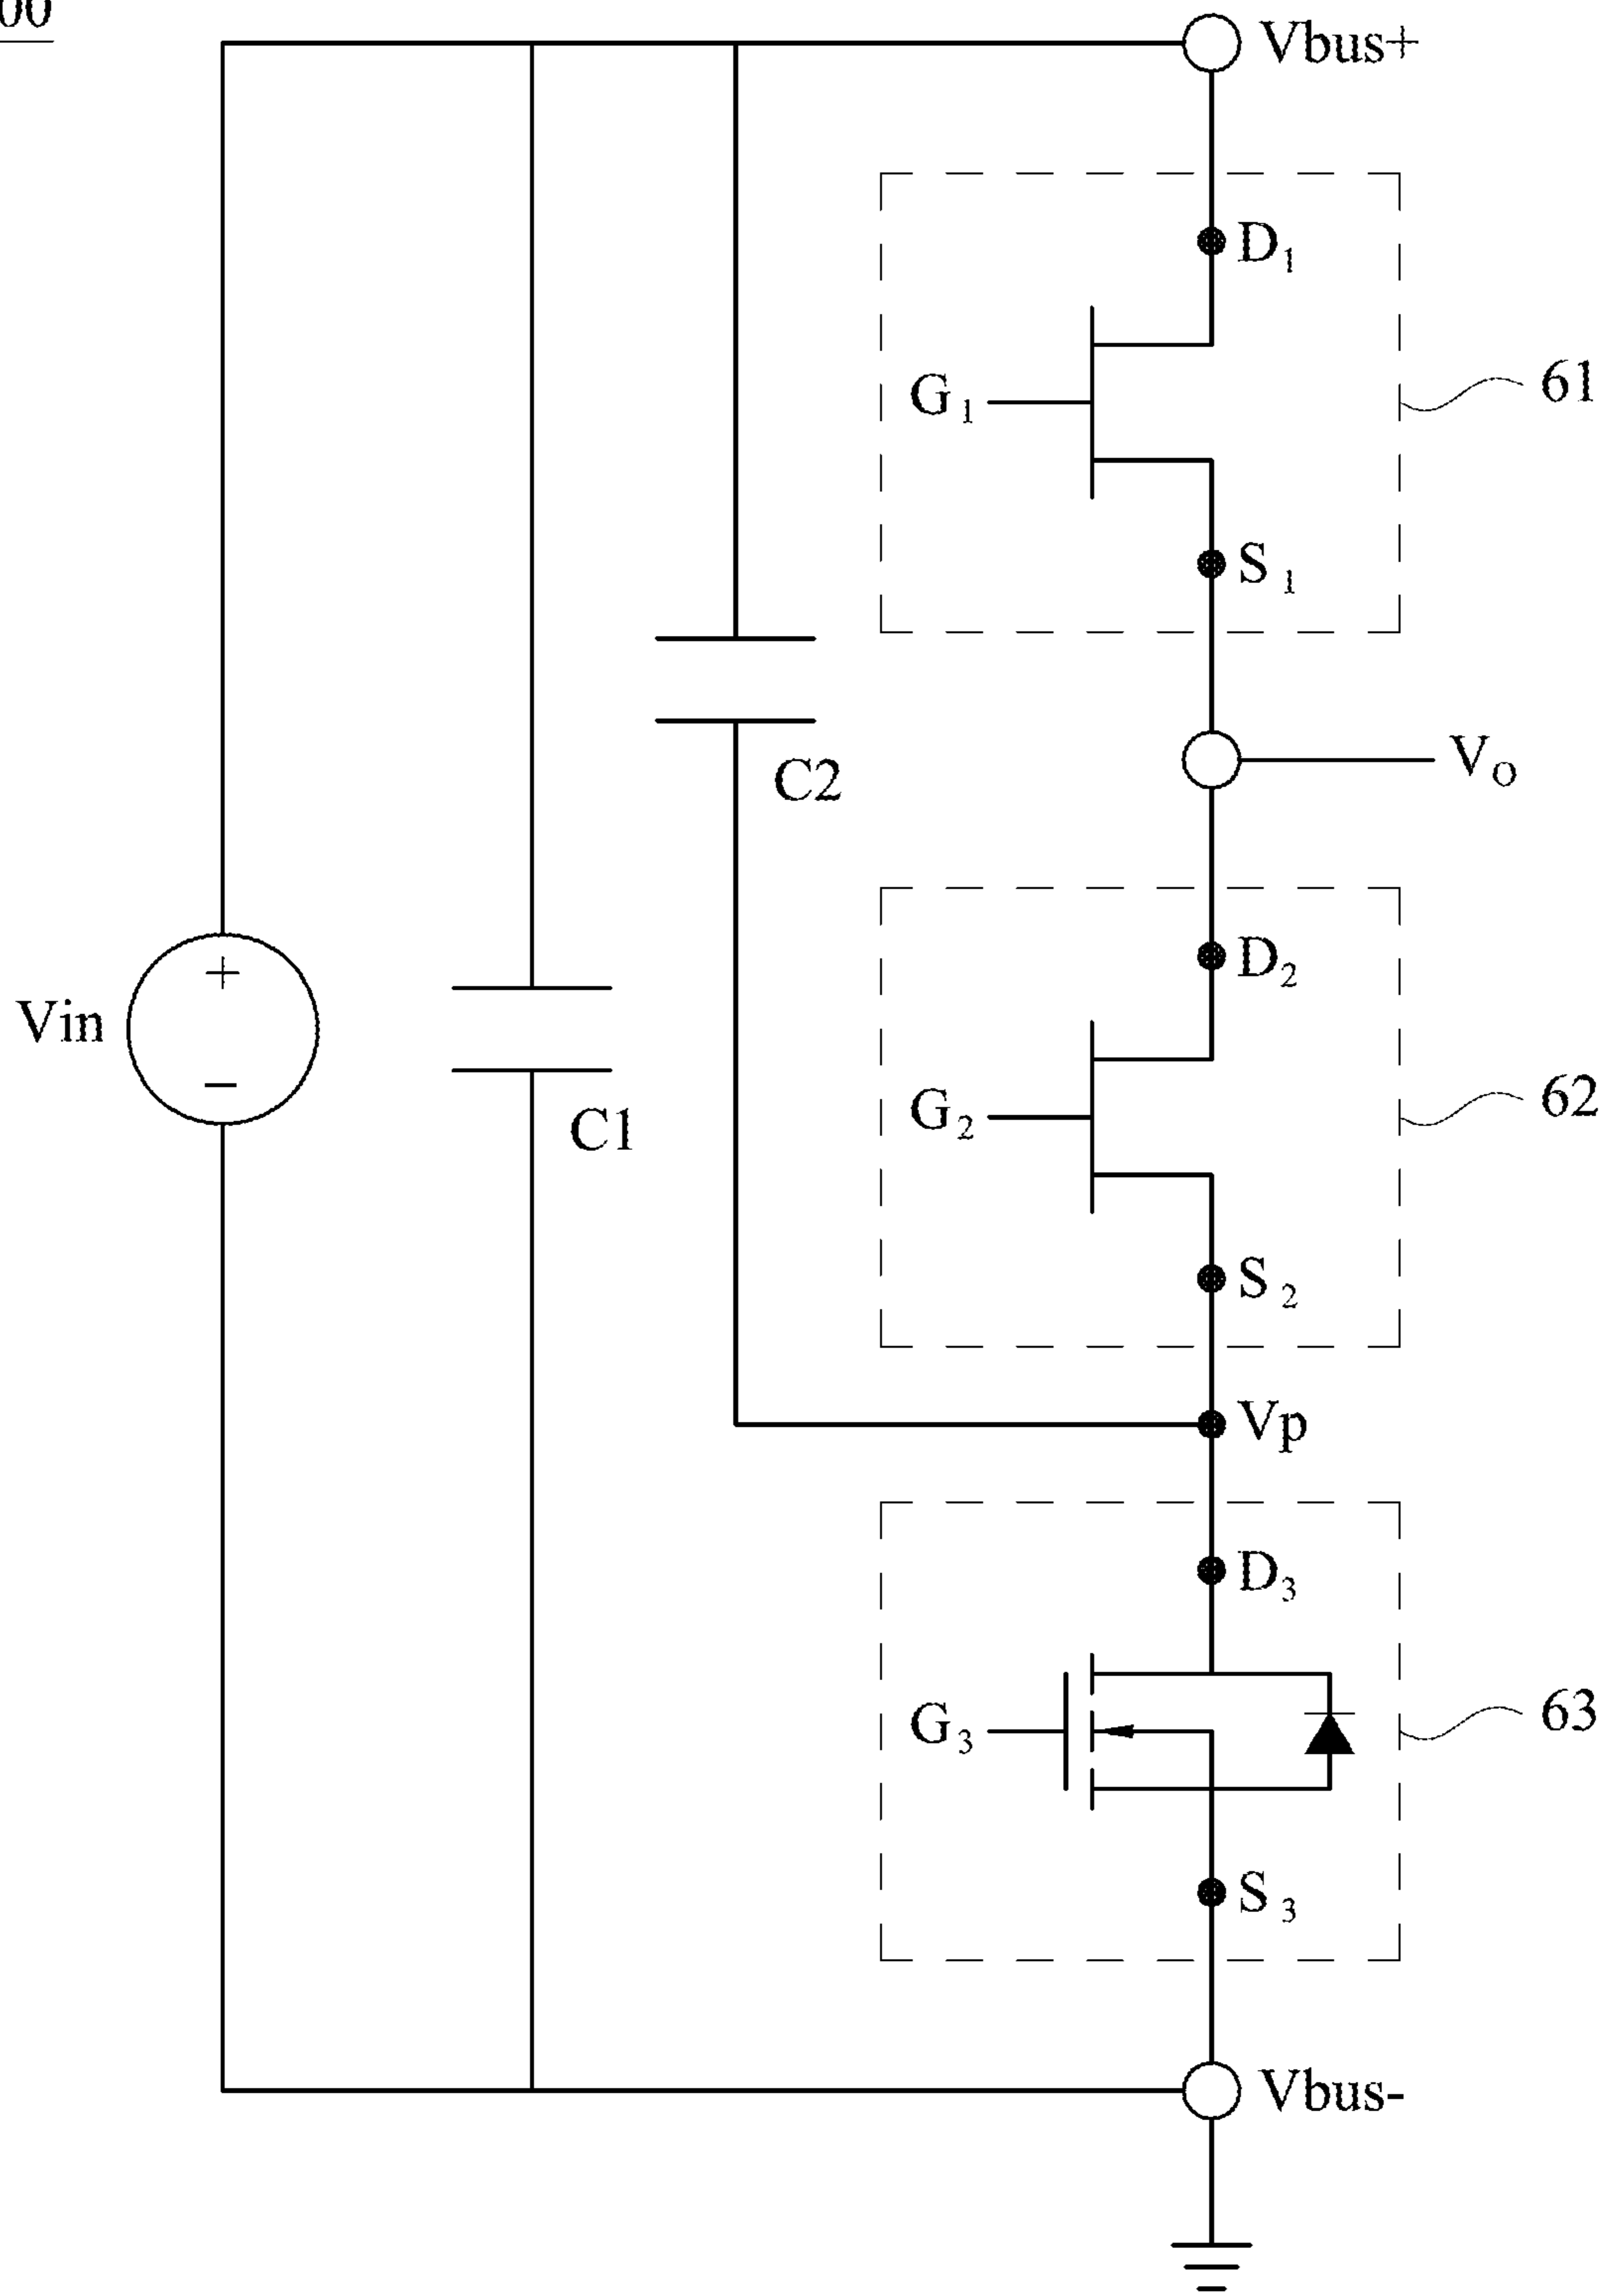 00
Vbus+
D₁
G₁
61
S₁
C2
Vo
D₂
+
Vin
−
G₂
62
C1
S₂
Vp
D₃
G₃
63
S₃
Vbus-